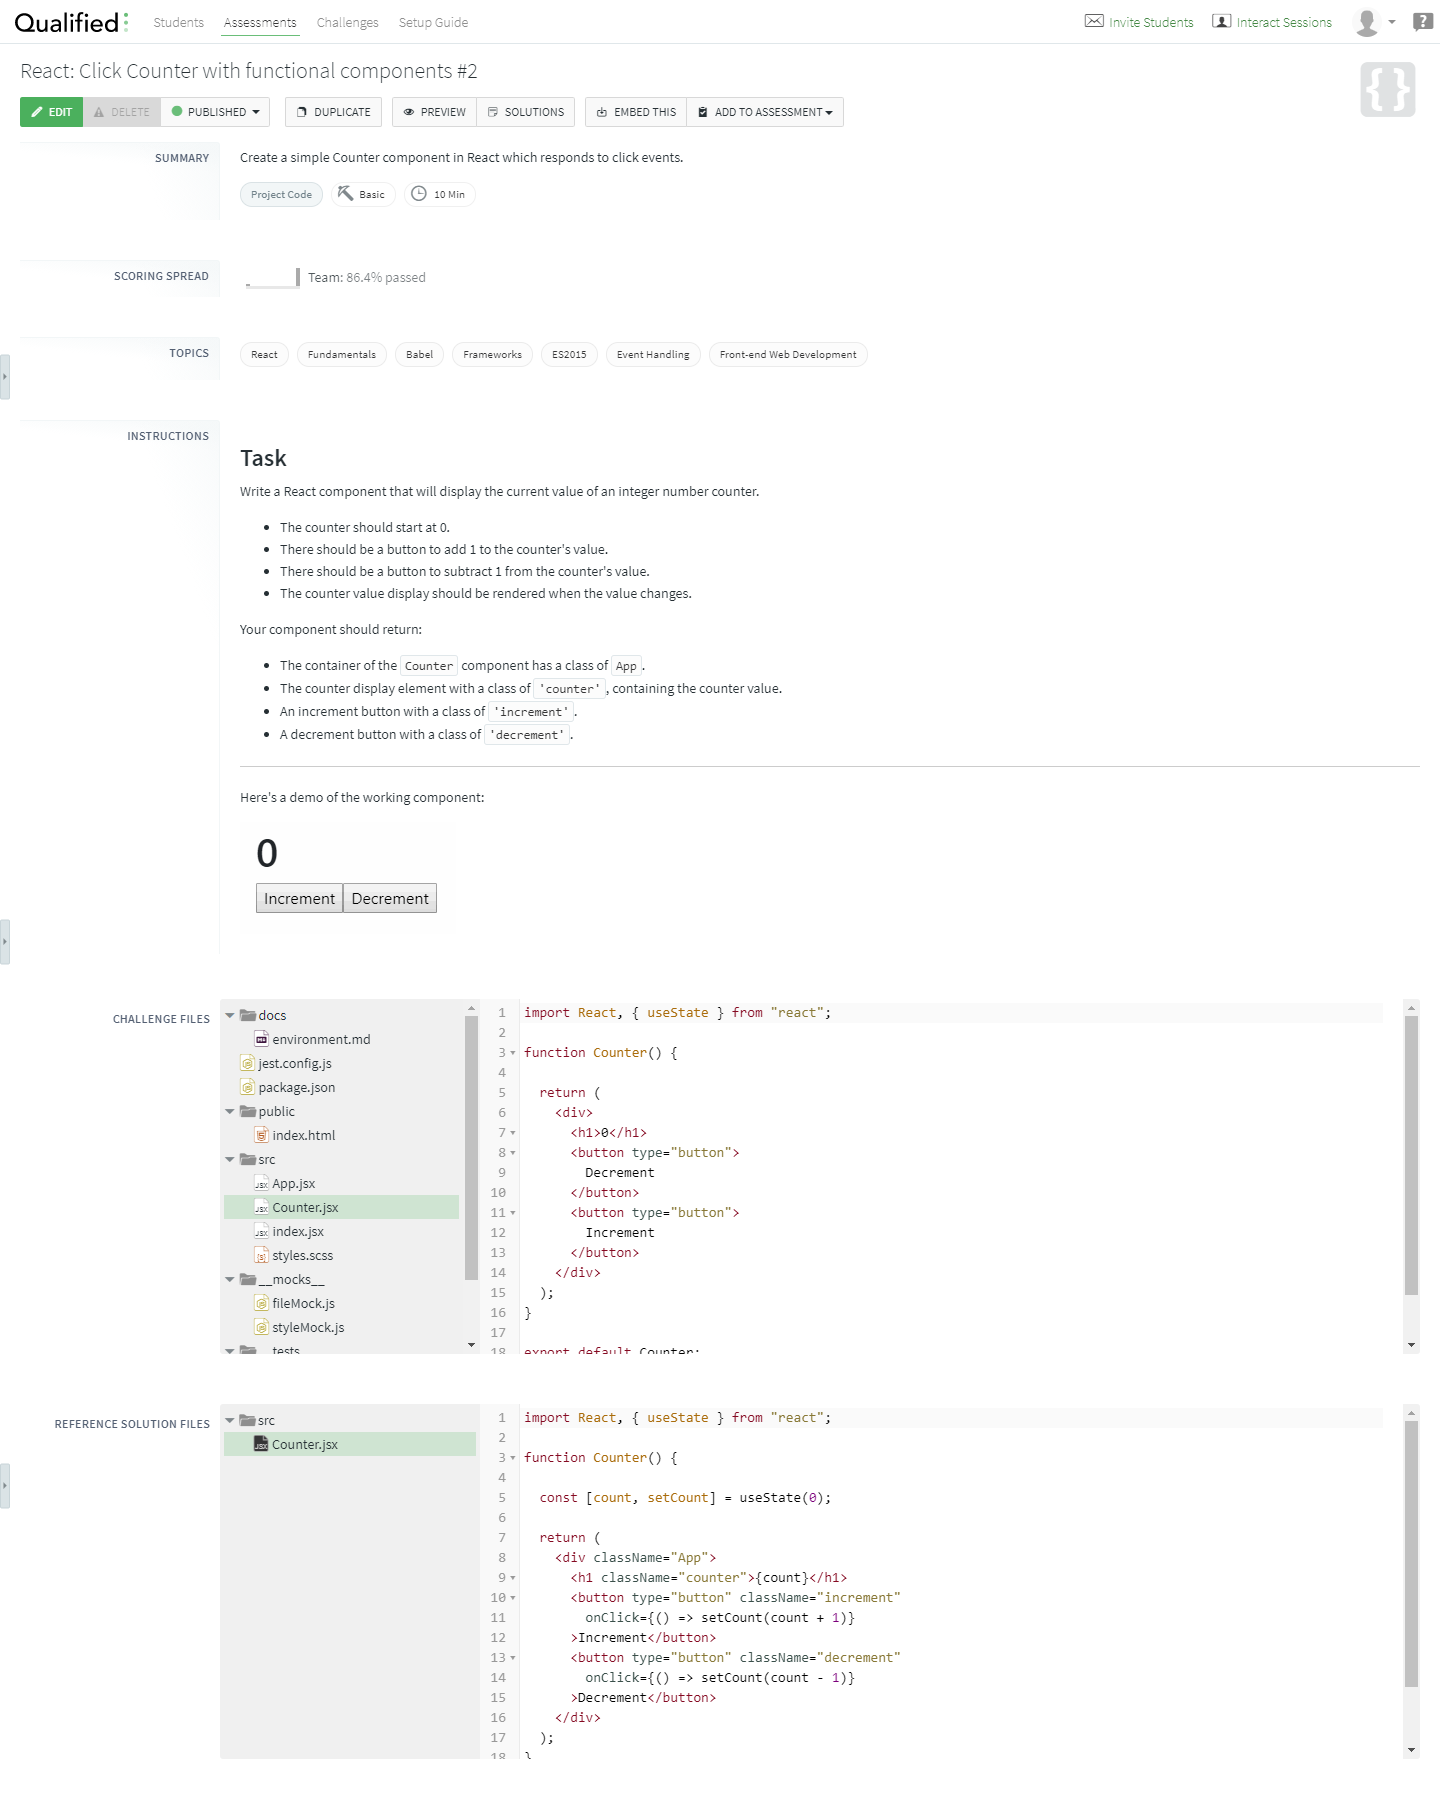 Qualified Students Assessments Challenges Setup Guide Invite Students Interact Sessions ?
React: Click Counter with functional components #2
{}
EDIT DELETE PUBLISHED DUPLICATE PREVIEW SOLUTIONS EMBED THIS ADD TO ASSESSMENT
SUMMARY
Create a simple Counter component in React which responds to click events.
Project Code Basic 10 Min
SCORING SPREAD
Team: 86.4% passed
TOPICS
React Fundamentals Babel Frameworks ES2015 Event Handling Front-end Web Development
INSTRUCTIONS
Task
Write a React component that will display the current value of an integer number counter.
• The counter should start at 0.
• There should be a button to add 1 to the counter's value.
• There should be a button to subtract 1 from the counter's value.
• The counter value display should be rendered when the value changes.
Your component should return:
• The container of the Counter component has a class of App.
• The counter display element with a class of 'counter', containing the counter value.
• An increment button with a class of 'increment'.
• A decrement button with a class of 'decrement'.
Here's a demo of the working component:
0
Increment Decrement
CHALLENGE FILES
docs
environment.md
jest.config.js
package.json
public
index.html
src
App.jsx
Counter.jsx
index.jsx
styles.scss
__mocks__
fileMock.js
styleMock.js
__tests
1 import React, { useState } from "react";
2
3 function Counter() {
4
5 return (
6 <div>
7 <h1>0</h1>
8 <button type="button">
9 Decrement
10 </button>
11 <button type="button">
12 Increment
13 </button>
14 </div>
15 );
16 }
17
18 export default Counter;
REFERENCE SOLUTION FILES
src
Counter.jsx
1 import React, { useState } from "react";
2
3 function Counter() {
4
5 const [count, setCount] = useState(0);
6
7 return (
8 <div className="App">
9 <h1 className="counter">{count}</h1>
10 <button type="button" className="increment"
11 onClick={() => setCount(count + 1)}
12 >Increment</button>
13 <button type="button" className="decrement"
14 onClick={() => setCount(count - 1)}
15 >Decrement</button>
16 </div>
17 );
18 }